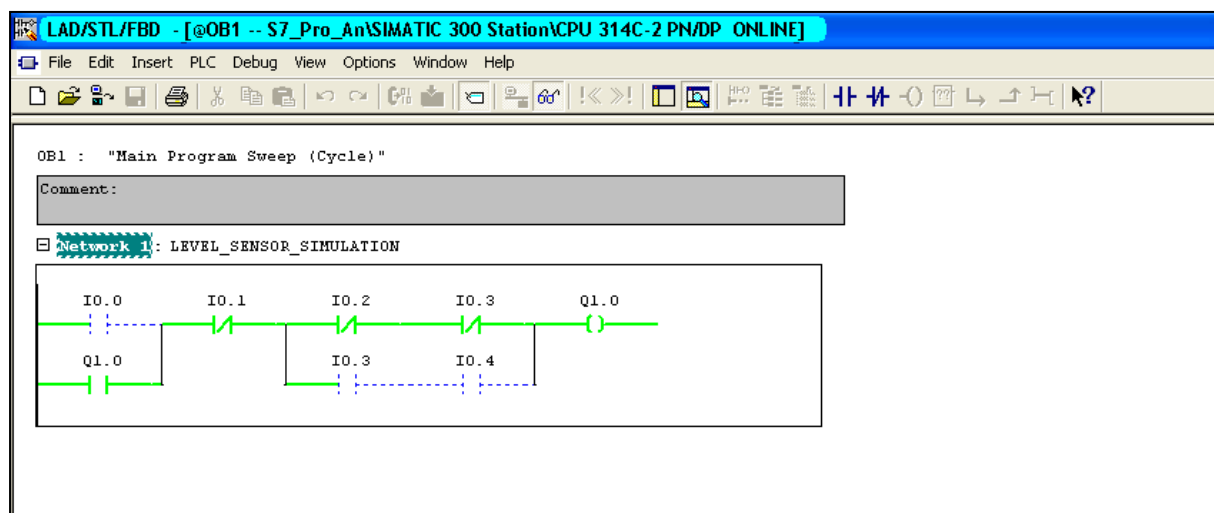 LAD/STL/FBD - [@OB1 -- S7_Pro_An\SIMATIC 300 Station\CPU 314C-2 PN/DP ONLINE]
File Edit Insert PLC Debug View Options Window Help
OB1 : "Main Program Sweep (Cycle)"
Comment:
Network 1: LEVEL_SENSOR_SIMULATION
I0.0 I0.1 I0.2 I0.3 Q1.0
Q1.0 I0.3 I0.4